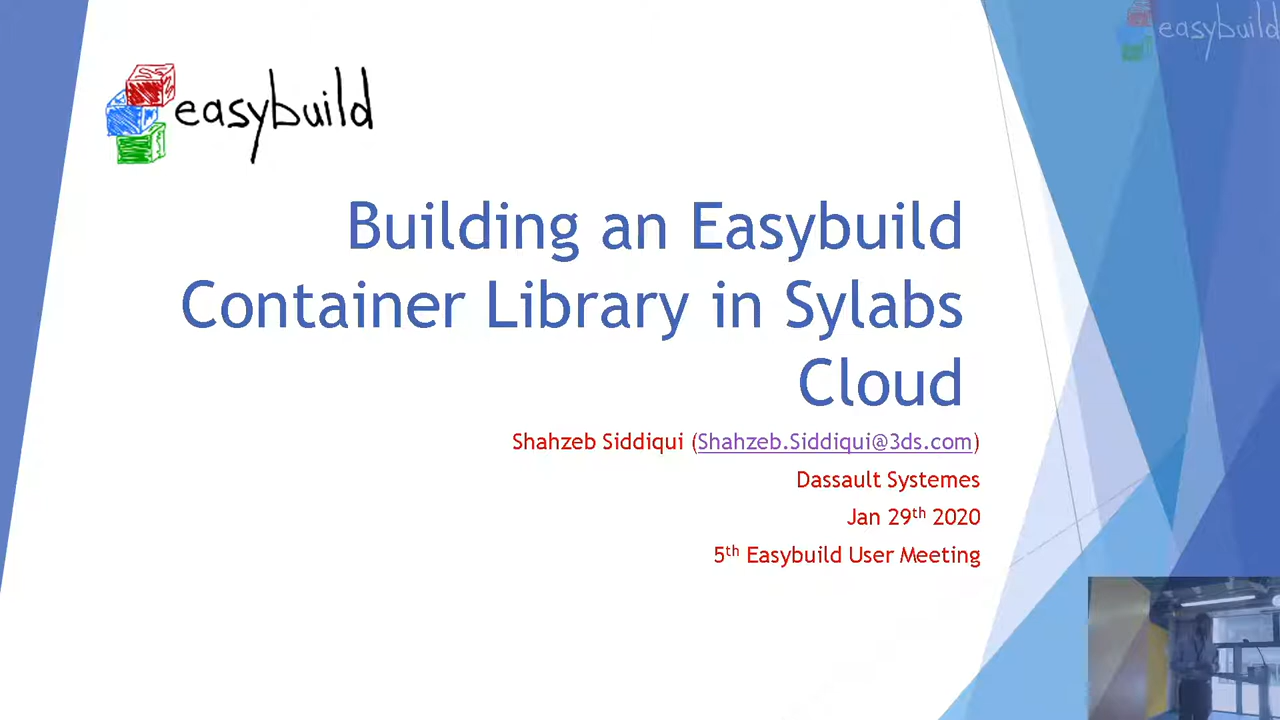 easybuild
easybuild
Building an Easybuild
Container Library in Sylabs
Cloud
Shahzeb Siddiqui (Shahzeb.Siddiqui@3ds.com)
Dassault Systemes
Jan 29th 2020
5th Easybuild User Meeting